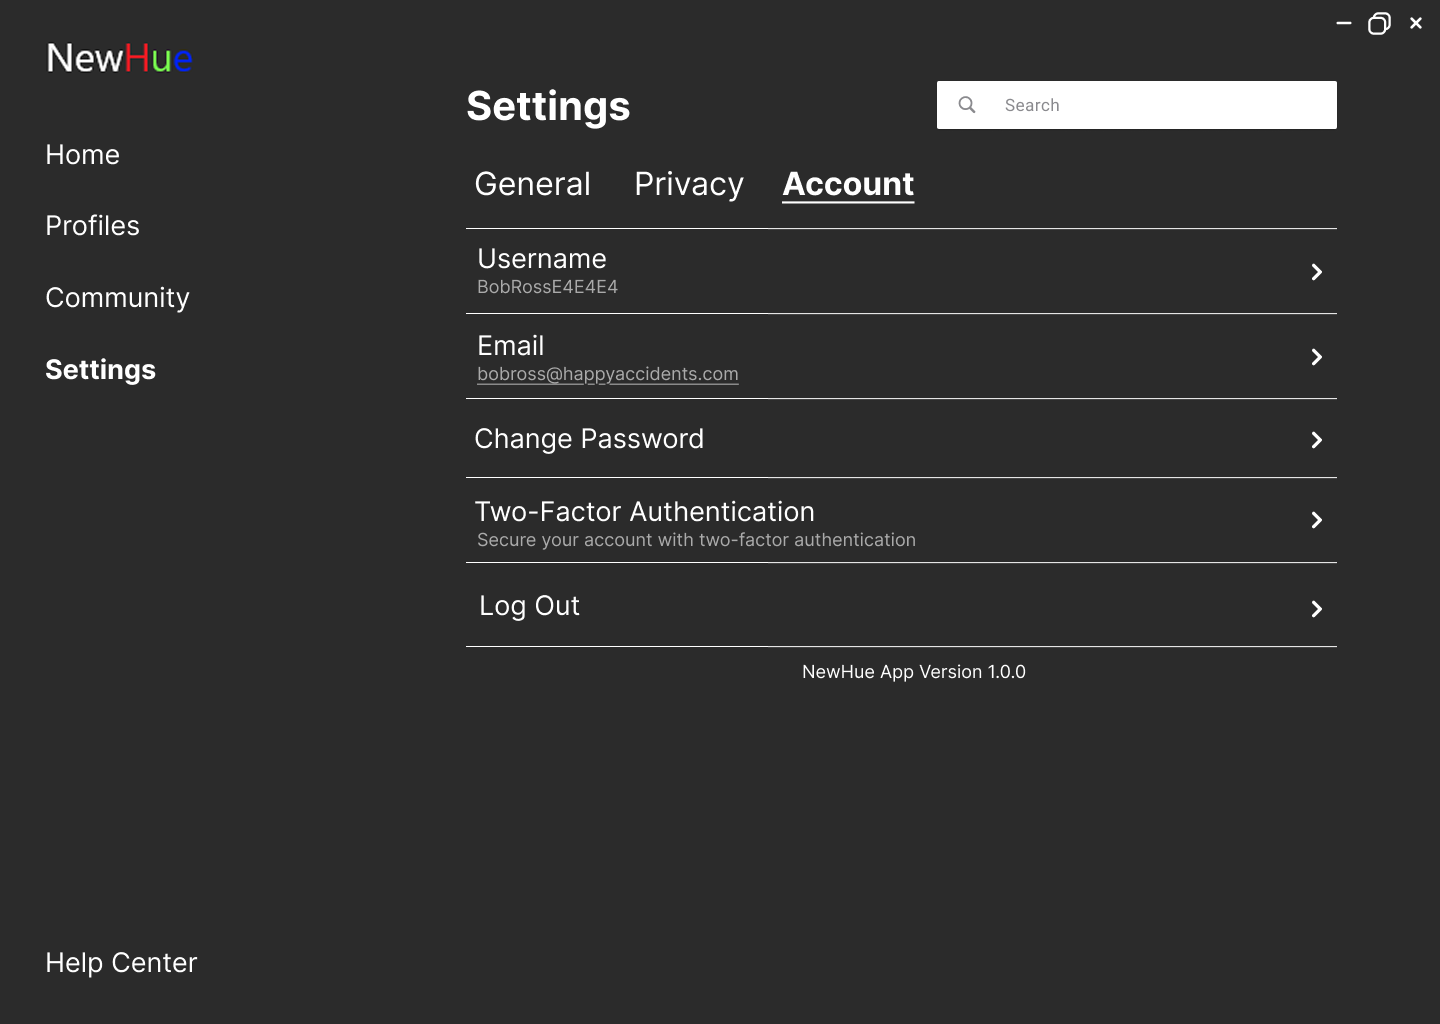 NewHue
Home
Profiles
Community
Settings
Help Center
Settings
Search
General Privacy Account
Username
BobRossE4E4E4
Email
bobross@happyaccidents.com
Change Password
Two-Factor Authentication
Secure your account with two-factor authentication
Log Out
NewHue App Version 1.0.0